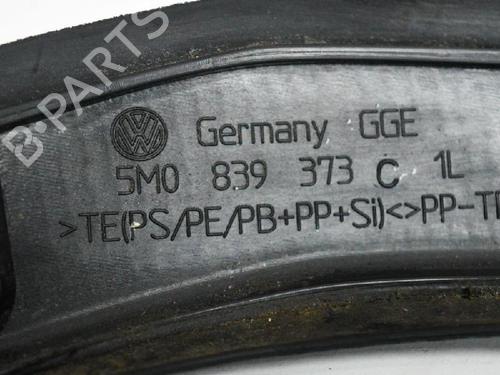 B-PARTS
Germany GGE
5M0 839 373 C 1L
>TE(PS/PE/PB+PP+Si)<>PP-T